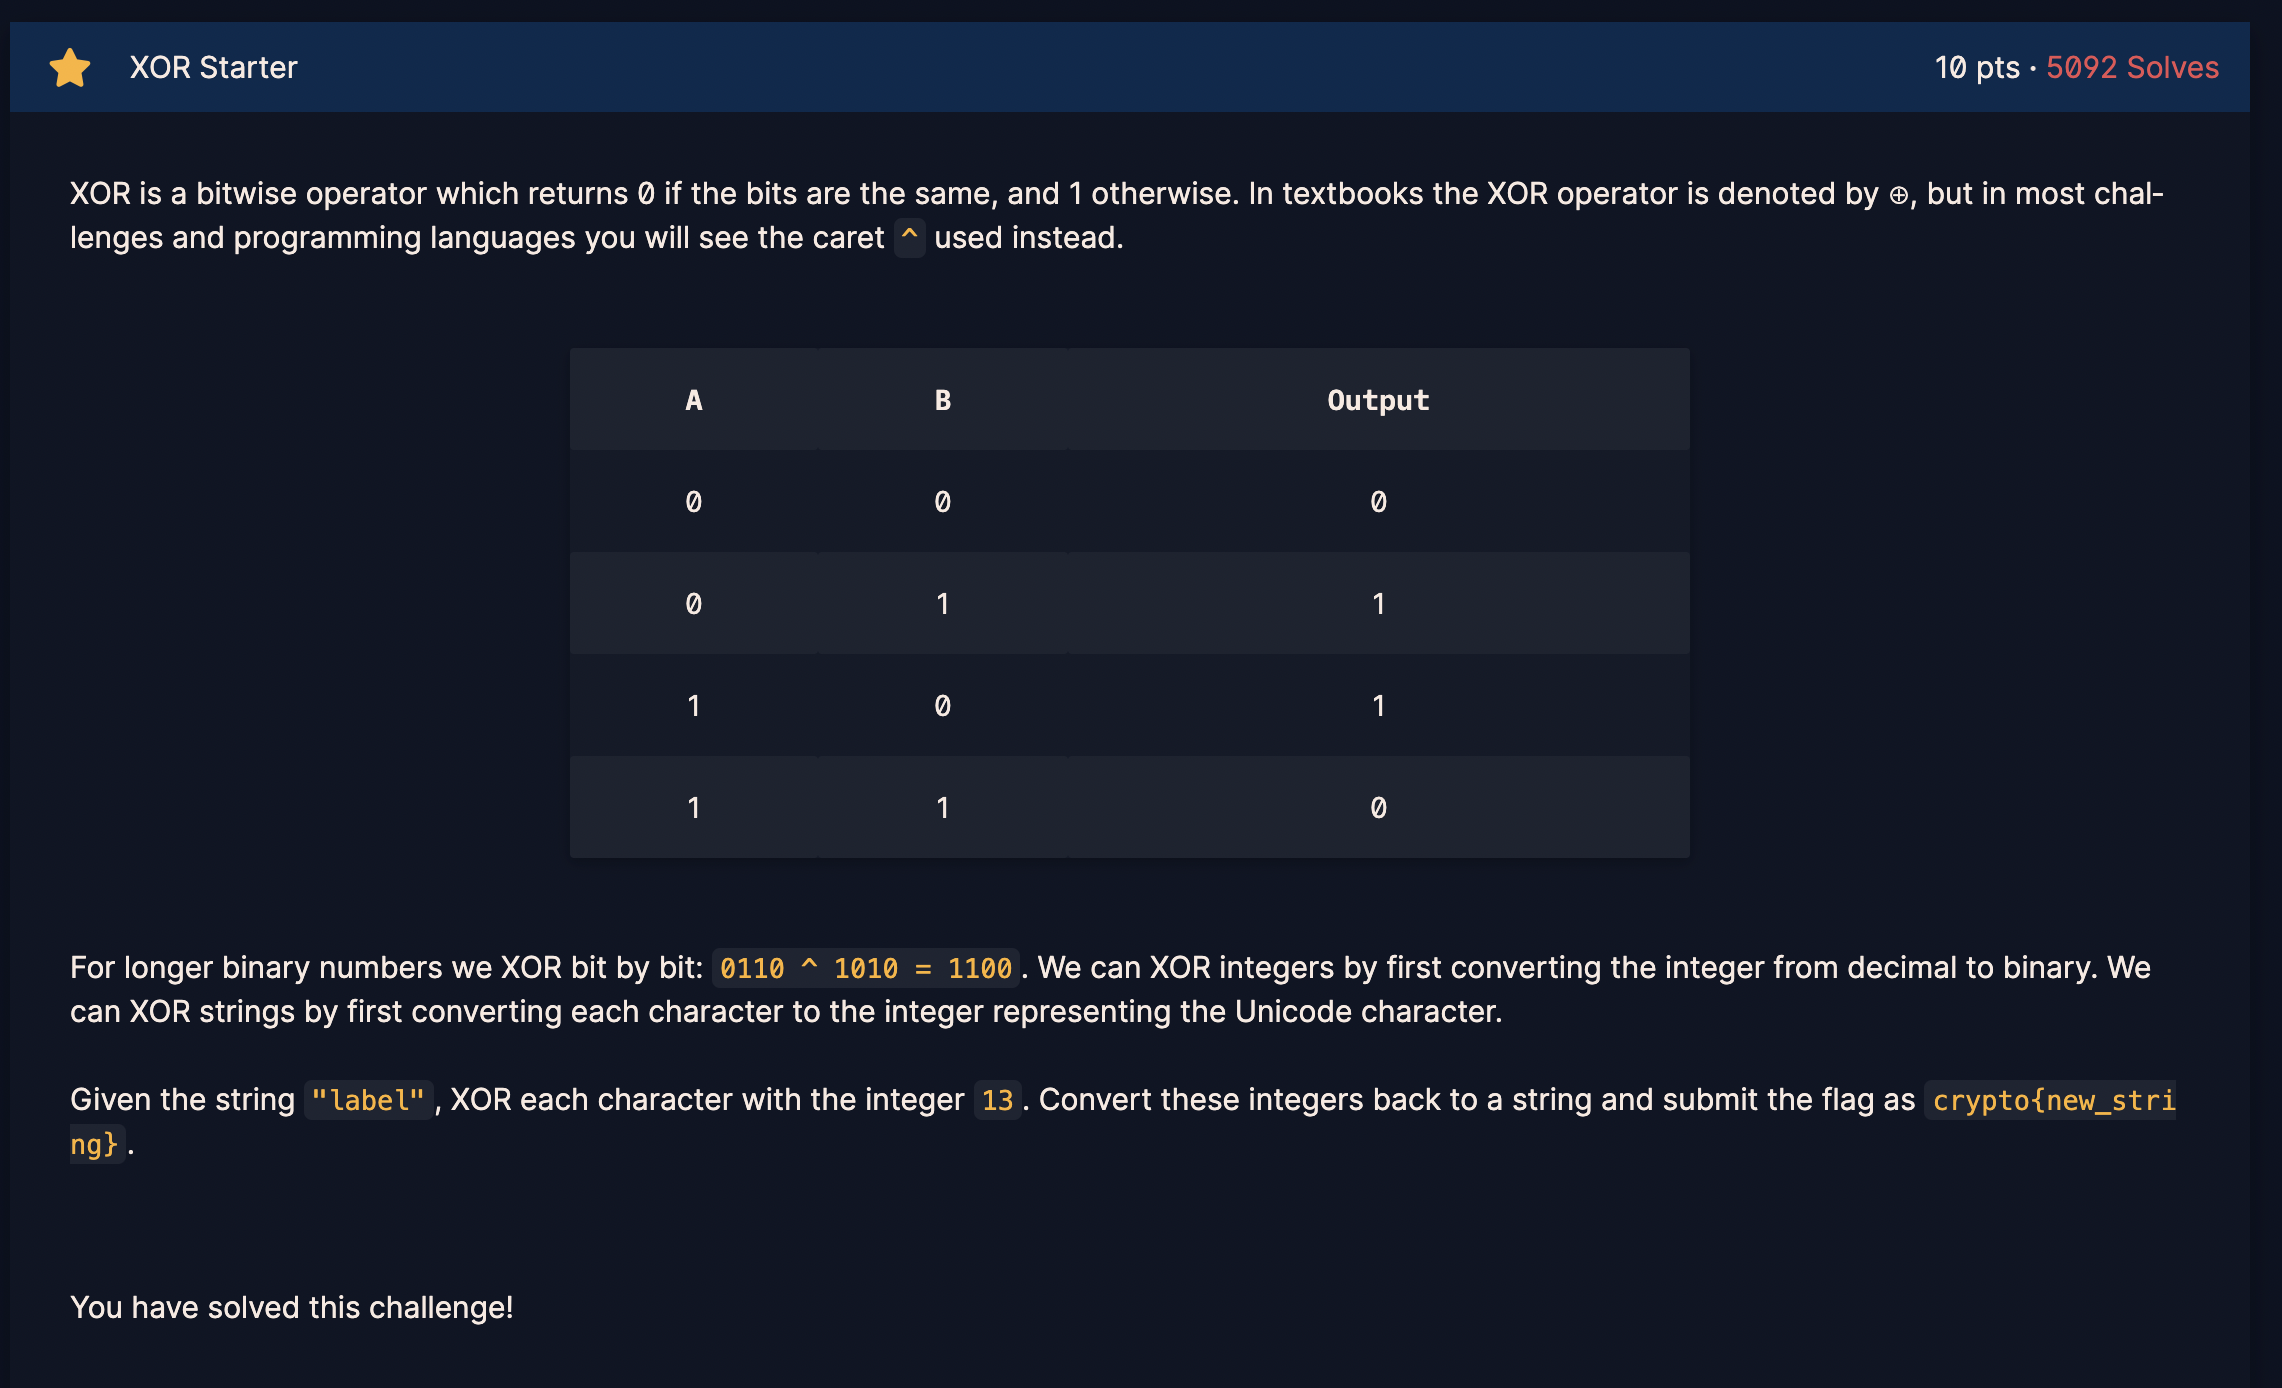 XOR Starter
10 pts · 5092 Solves
XOR is a bitwise operator which returns 0 if the bits are the same, and 1 otherwise. In textbooks the XOR operator is denoted by ⊕, but in most chal-
lenges and programming languages you will see the caret ^ used instead.
A B Output
0 0 0
0 1 1
1 0 1
1 1 0
For longer binary numbers we XOR bit by bit: 0110 ^ 1010 = 1100. We can XOR integers by first converting the integer from decimal to binary. We
can XOR strings by first converting each character to the integer representing the Unicode character.
Given the string "label", XOR each character with the integer 13. Convert these integers back to a string and submit the flag as crypto{new_stri
ng}.
You have solved this challenge!